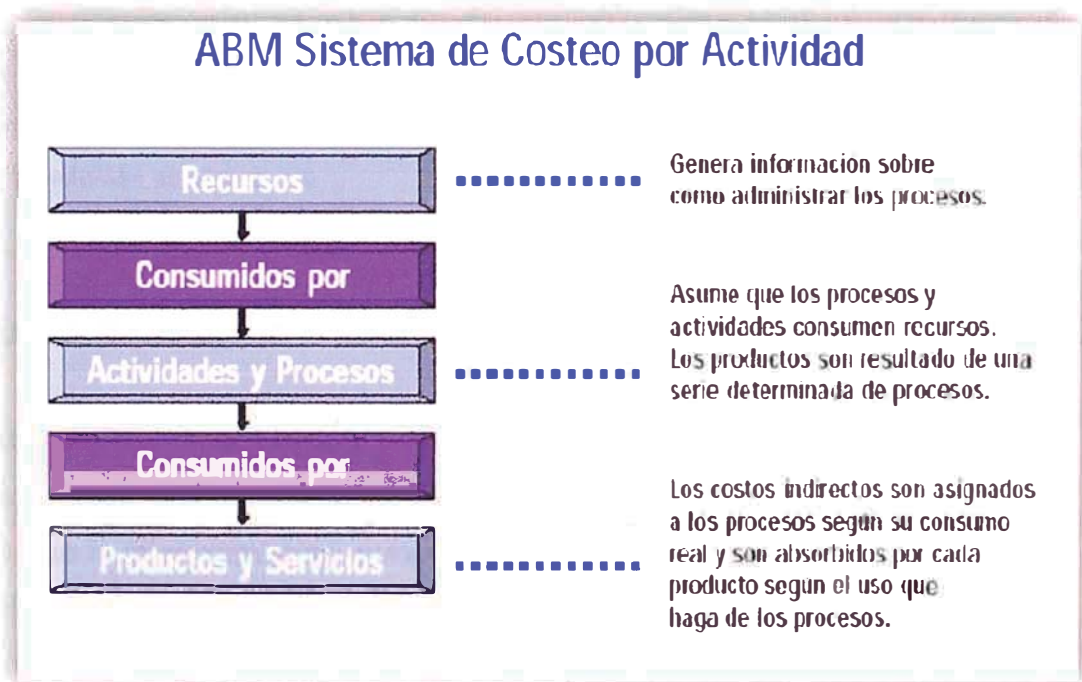 ABM Sistema de Costeo por Actividad
Recursos
Genera información sobre
como administrar los procesos.
Consumidos por
Actividades y Procesos
Asume que los procesos y
actividades consumen recursos.
Los productos son resultado de una
serie determinada de procesos.
Consumidos por
Productos y Servicios
Los costos indirectos son asignados
a los procesos según su consumo
real y son absorbidos por cada
producto según el uso que
haga de los procesos.